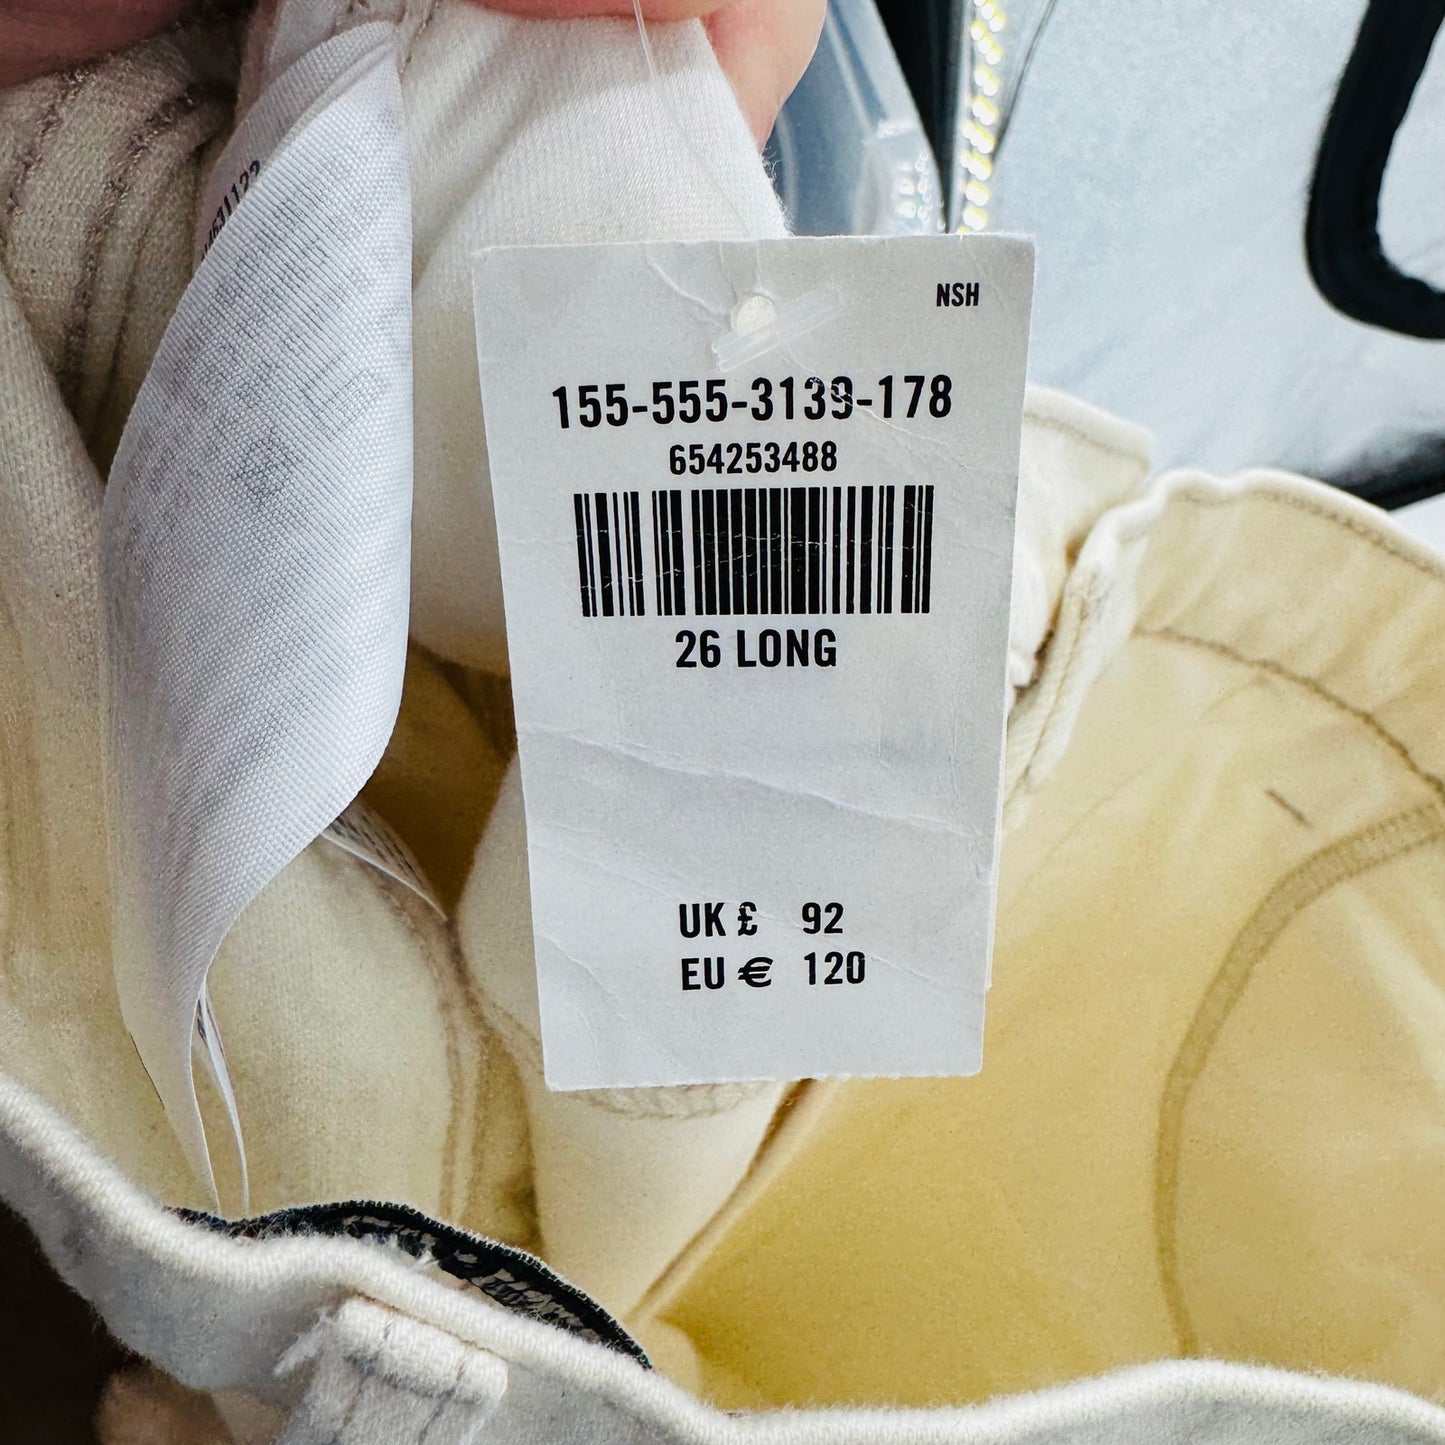 NSH
155-555-3139-178
654253488
26 LONG
UK £ 92
EU € 120